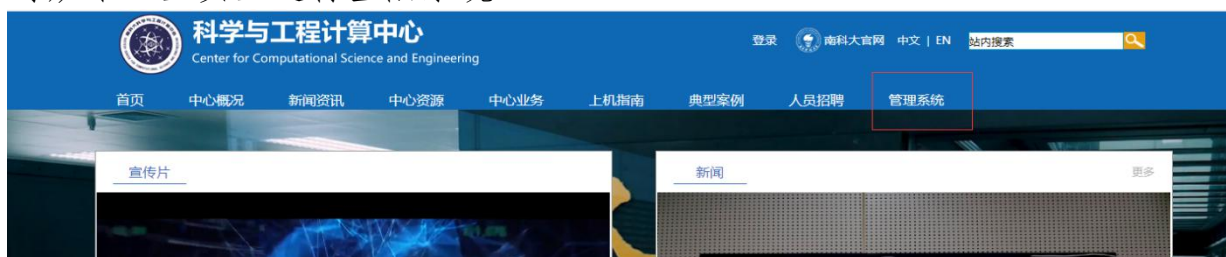 科学与工程计算中心
Center for Computational Science and Engineering
登录 南科大官网 中文 | EN 站内搜索
首页 中心概况 新闻资讯 中心资源 中心业务 上机指南 典型案例 人员招聘 管理系统
宣传片
新闻 更多